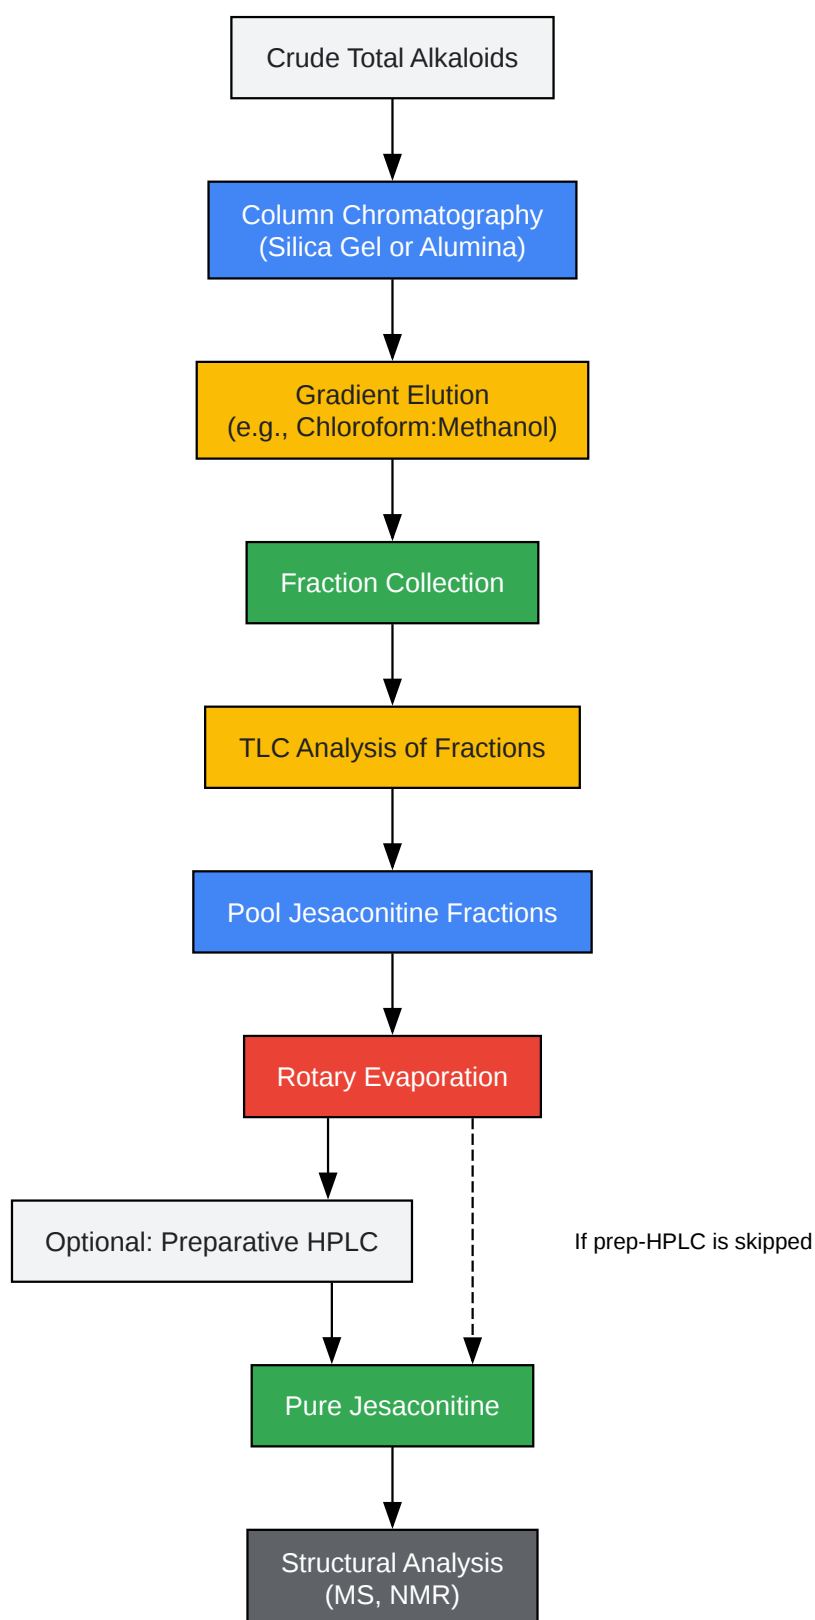 Crude Total Alkaloids
Column Chromatography
(Silica Gel or Alumina)
Gradient Elution
(e.g., Chloroform:Methanol)
Fraction Collection
TLC Analysis of Fractions
Pool Jesaconitine Fractions
Rotary Evaporation
Optional: Preparative HPLC
If prep-HPLC is skipped
Pure Jesaconitine
Structural Analysis
(MS, NMR)